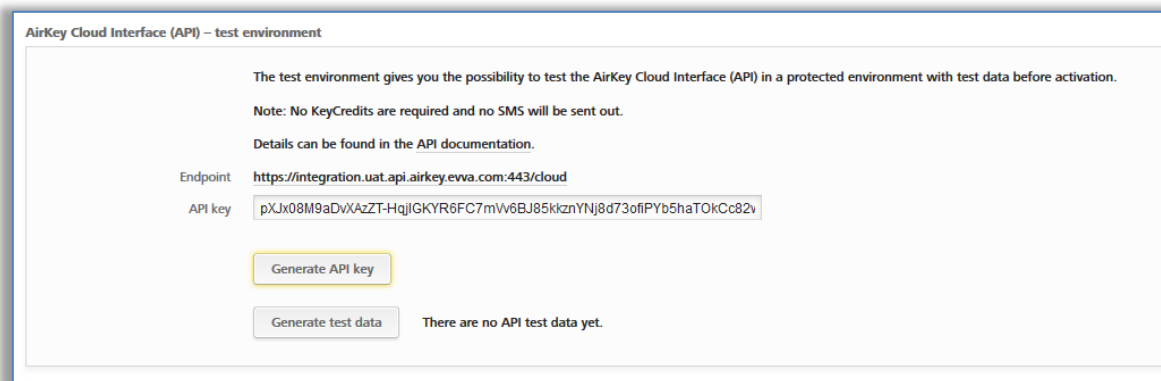 AirKey Cloud Interface (API) – test environment
The test environment gives you the possibility to test the AirKey Cloud Interface (API) in a protected environment with test data before activation.
Note: No KeyCredits are required and no SMS will be sent out.
Details can be found in the API documentation.
Endpoint https://integration.uat.api.airkey.evva.com:443/cloud
API key
Generate API key
Generate test data There are no API test data yet.